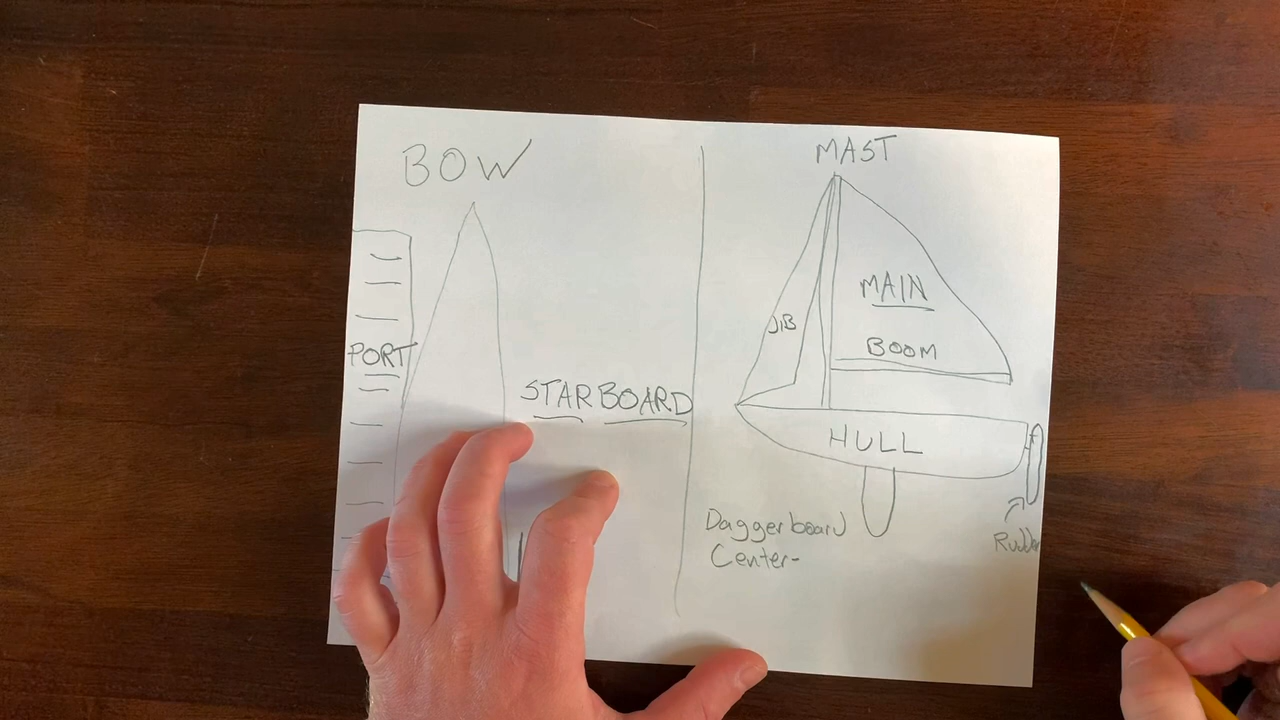 BOW
PORT
STARBOARD
MAST
MAIN
JIB
BOOM
HULL
Daggerboard
Center-
Rudder